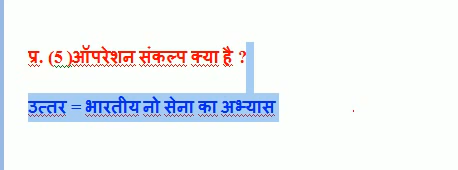 प्र. (5 )ऑपरेशन संकल्प क्या है ?
उत्तर = भारतीय नो सेना का अभ्यास